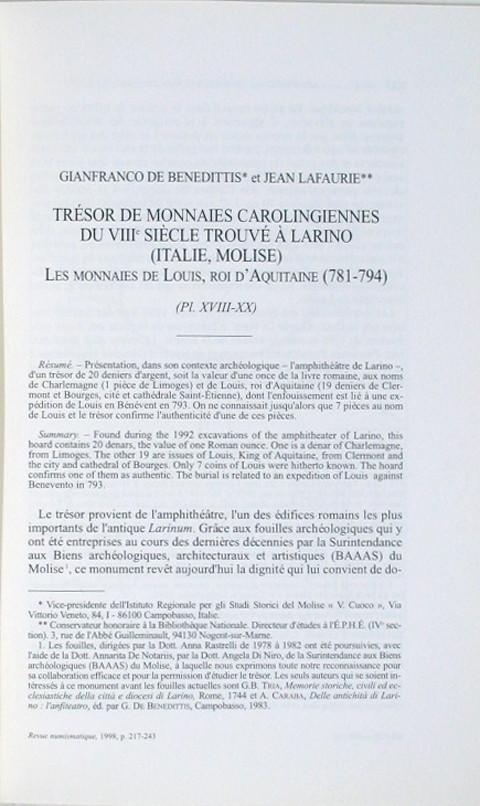 GIANFRANCO DE BENEDITTIS* et JEAN LAFAURIE**
TRÉSOR DE MONNAIES CAROLINGIENNES
DU VIIIe SIÈCLE TROUVÉ À LARINO
(ITALIE, MOLISE)
LES MONNAIES DE LOUIS, ROI D'AQUITAINE (781-794)
(Pl. XVIII-XX)
Résumé. – Présentation, dans son contexte archéologique – l'amphithéâtre de Larino –,
d'un trésor de 20 deniers d'argent, soit la valeur d'une once de la livre romaine, aux noms
de Charlemagne (1 pièce de Limoges) et de Louis, roi d'Aquitaine (19 deniers de Cler-
mont et Bourges, cité et cathédrale Saint-Étienne), dont l'enfouissement est lié à une ex-
pédition de Louis en Bénévent en 793. On ne connaissait jusqu'alors que 7 pièces au nom
de Louis et le trésor confirme l'authenticité d'une de ces pièces.
Summary. – Found during the 1992 excavations of the amphitheater of Larino, this
hoard contains 20 denars, the value of one Roman ounce. One is a denar of Charlemagne,
from Limoges. The other 19 are issues of Louis, King of Aquitaine, from Clermont and
the city and cathedral of Bourges. Only 7 coins of Louis were hitherto known. The hoard
confirms one of them as authentic. The burial is related to an expedition of Louis against
Benevento in 793.
Le trésor provient de l'amphithéâtre, l'un des édifices romains les plus
importants de l'antique Larinum. Grâce aux fouilles archéologiques qui y
ont été entreprises au cours des dernières décennies par la Surintendance
aux Biens archéologiques, architecturaux et artistiques (BAAAS) du
Molise1, ce monument revêt aujourd'hui la dignité qui lui convient de do-
* Vice-presidente dell'Istituto Regionale per gli Studi Storici del Molise « V. Cuoco », Via
Vittorio Veneto, 84, I - 86100 Campobasso, Italie.
** Conservateur honoraire à la Bibliothèque Nationale. Directeur d'études à l'É.P.H.É. (IVe sec-
tion). 3, rue de l'Abbé Guilleminault, 94130 Nogent-sur-Marne.
1. Les fouilles, dirigées par la Dott. Anna Rastrelli de 1978 à 1982 ont été poursuivies, avec
l'aide de la Dott. Annarita De Notariis, par la Dott. Angela Di Niro, de la Surintendance aux Biens
archéologiques (BAAAS) du Molise, à laquelle nous exprimons toute notre reconnaissance pour
sa collaboration efficace et pour la permission d'étudier le trésor. Les seuls auteurs qui se soient in-
téressés à ce monument avant les fouilles actuelles sont G.B. TRIA, Memorie storiche, civili ed ec-
clesiastiche della città e diocesi di Larino, Rome, 1744 et A. CARABA, Delle antichità di Lari-
no : l'anfiteatro, éd. par G. DE BENEDITTIS, Campobasso, 1983.
Revue numismatique, 1998, p. 217-243